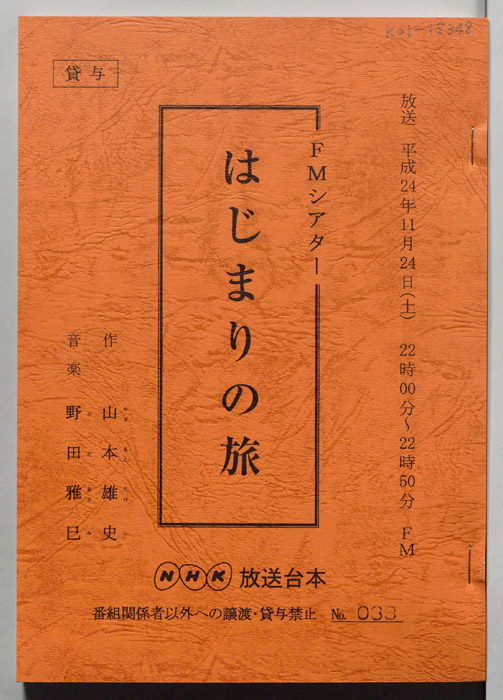 K01-12348
貸与
放送 平成24年11月24日(土) 22時00分～22時50分 FM
FMシアター
はじまりの旅
作 山本雄史
音楽 野田雅巳
NHK 放送台本
番組関係者以外への譲渡・貸与禁止 No. 033